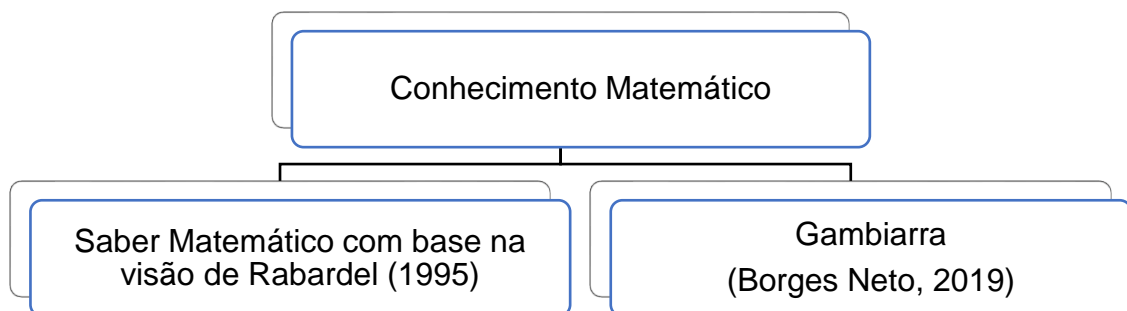 Conhecimento Matemático
Saber Matemático com base na
visão de Rabardel (1995)
Gambiarra
(Borges Neto, 2019)